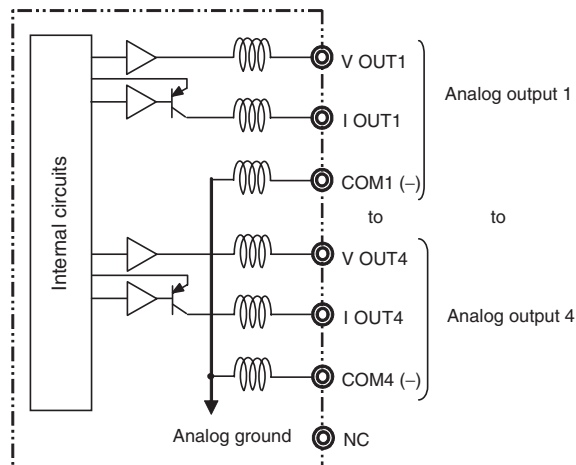 Internal circuits
V OUT1
Analog output 1
I OUT1
COM1 (–)
to
to
V OUT4
I OUT4
Analog output 4
COM4 (–)
Analog ground
NC